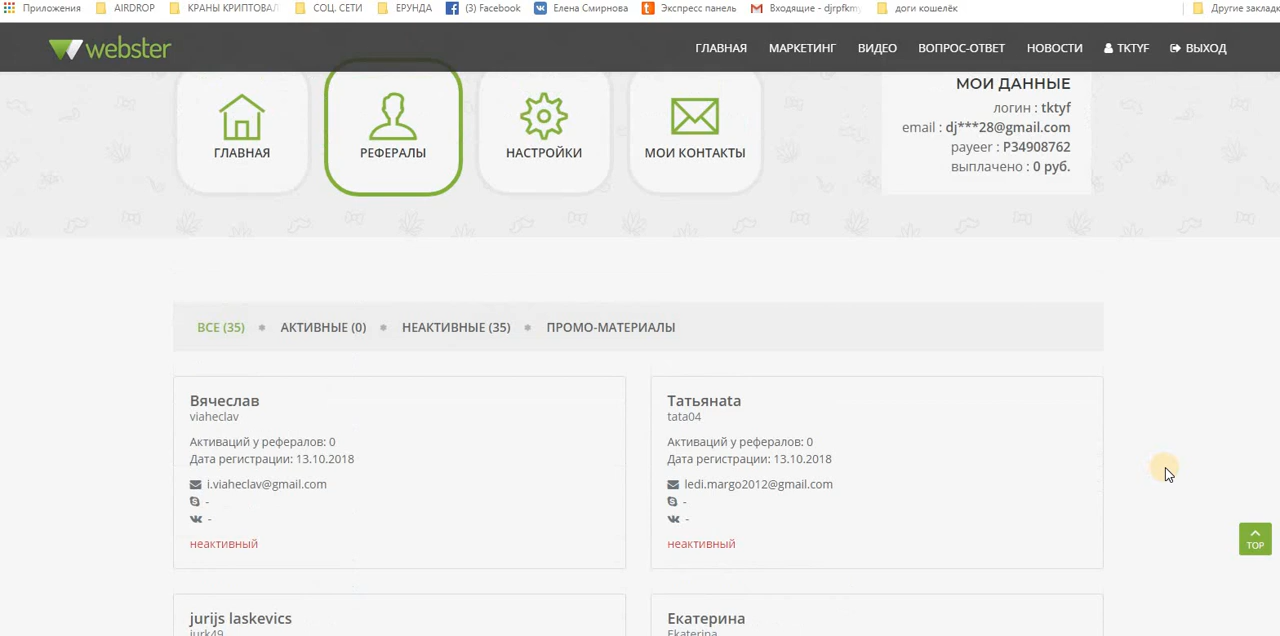 Приложения AIRDROP КРАНЫ КРИПТОВАЛ СОЦ. СЕТИ ЕРУНДА (3) Facebook Елена Смирнова Экспресс панель Входящие - djrpfkm доги кошелёк Другие заклад
webster ГЛАВНАЯ МАРКЕТИНГ ВИДЕО ВОПРОС-ОТВЕТ НОВОСТИ TKTYF ВЫХОД
МОИ ДАННЫЕ
логин : tktyf
email : dj***28@gmail.com
payeer : P34908762
выплачено : 0 руб.
ГЛАВНАЯ РЕФЕРАЛЫ НАСТРОЙКИ МОИ КОНТАКТЫ
ВСЕ (35) * АКТИВНЫЕ (0) * НЕАКТИВНЫЕ (35) * ПРОМО-МАТЕРИАЛЫ
Вячеслав
viaheclav
Активаций у рефералов: 0
Дата регистрации: 13.10.2018
i.viaheclav@gmail.com
-
-
неактивный
Татьянаta
tata04
Активаций у рефералов: 0
Дата регистрации: 13.10.2018
ledi.margo2012@gmail.com
-
-
неактивный
TOP
jurijs laskevics
jurk49
Екатерина
Ekaterina